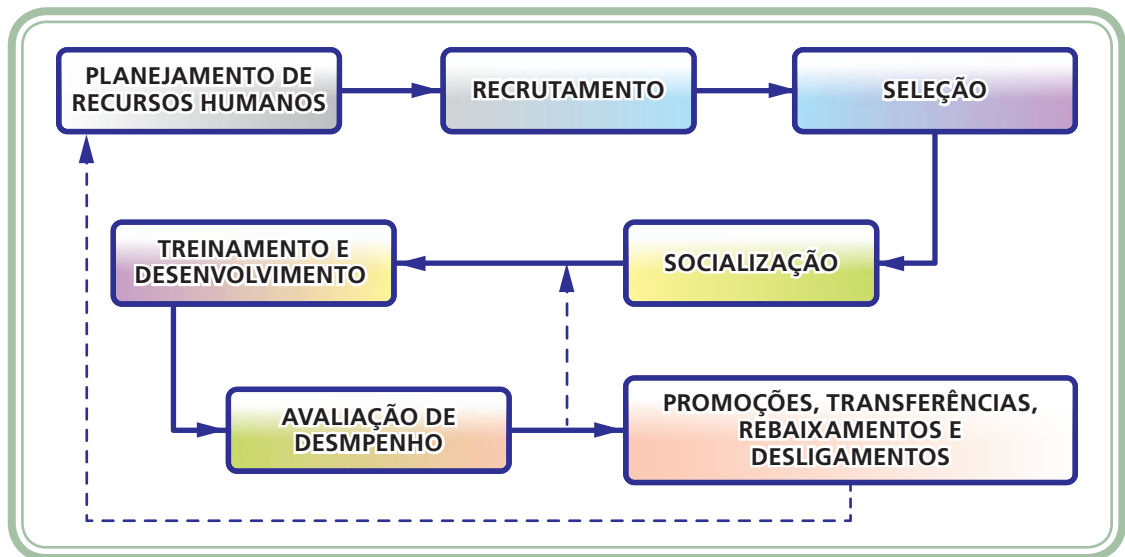 PLANEJAMENTO DE
RECURSOS HUMANOS
RECRUTAMENTO
SELEÇÃO
TREINAMENTO E
DESENVOLVIMENTO
SOCIALIZAÇÃO
AVALIAÇÃO DE
DESMPENHO
PROMOÇÕES, TRANSFERÊNCIAS,
REBAIXAMENTOS E
DESLIGAMENTOS